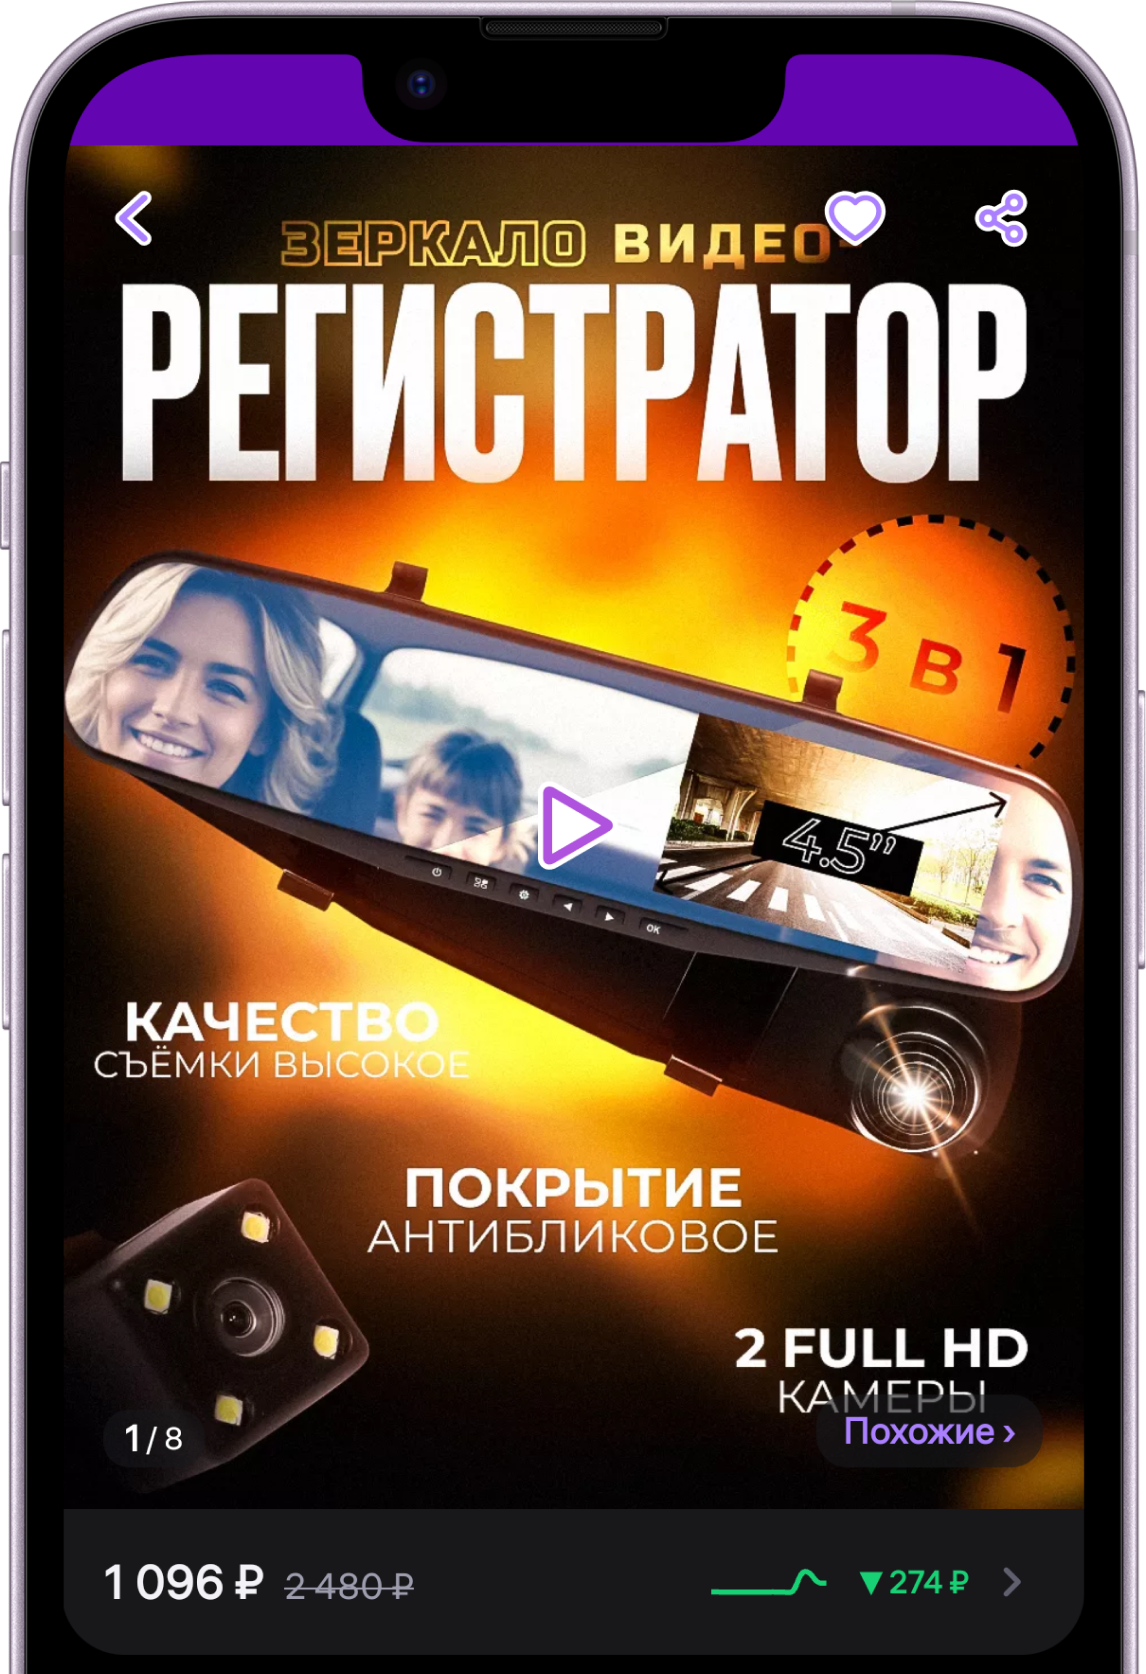 ЗЕРКАЛО ВИДЕО-
РЕГИСТРАТОР
3 в 1
4.5’’
OK
КАЧЕСТВО
СЪЁМКИ ВЫСОКОЕ
ПОКРЫТИЕ
АНТИБЛИКОВОЕ
2 FULL HD
КАМЕРЫ
1/8
Похожие ›
1 096 ₽ 2 480 ₽ ▼274 ₽